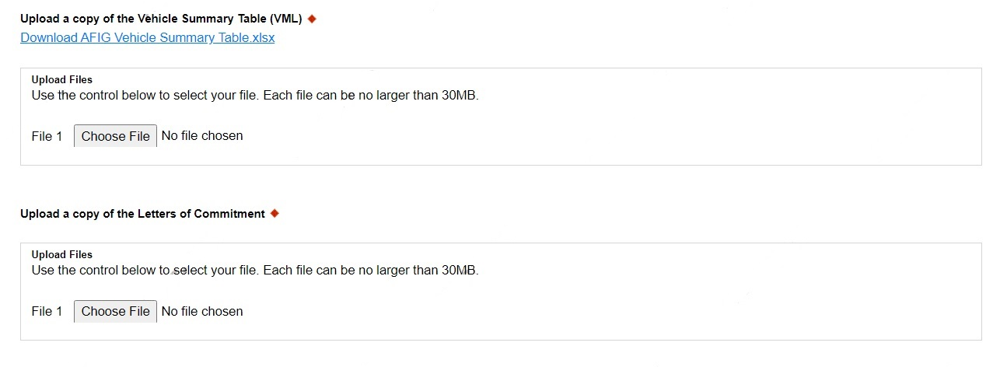 Upload a copy of the Vehicle Summary Table (VML)
Download AFIG Vehicle Summary Table.xlsx
Upload Files
Use the control below to select your file. Each file can be no larger than 30MB.
File 1 Choose File No file chosen
Upload a copy of the Letters of Commitment
Upload Files
Use the control below to select your file. Each file can be no larger than 30MB.
File 1 Choose File No file chosen